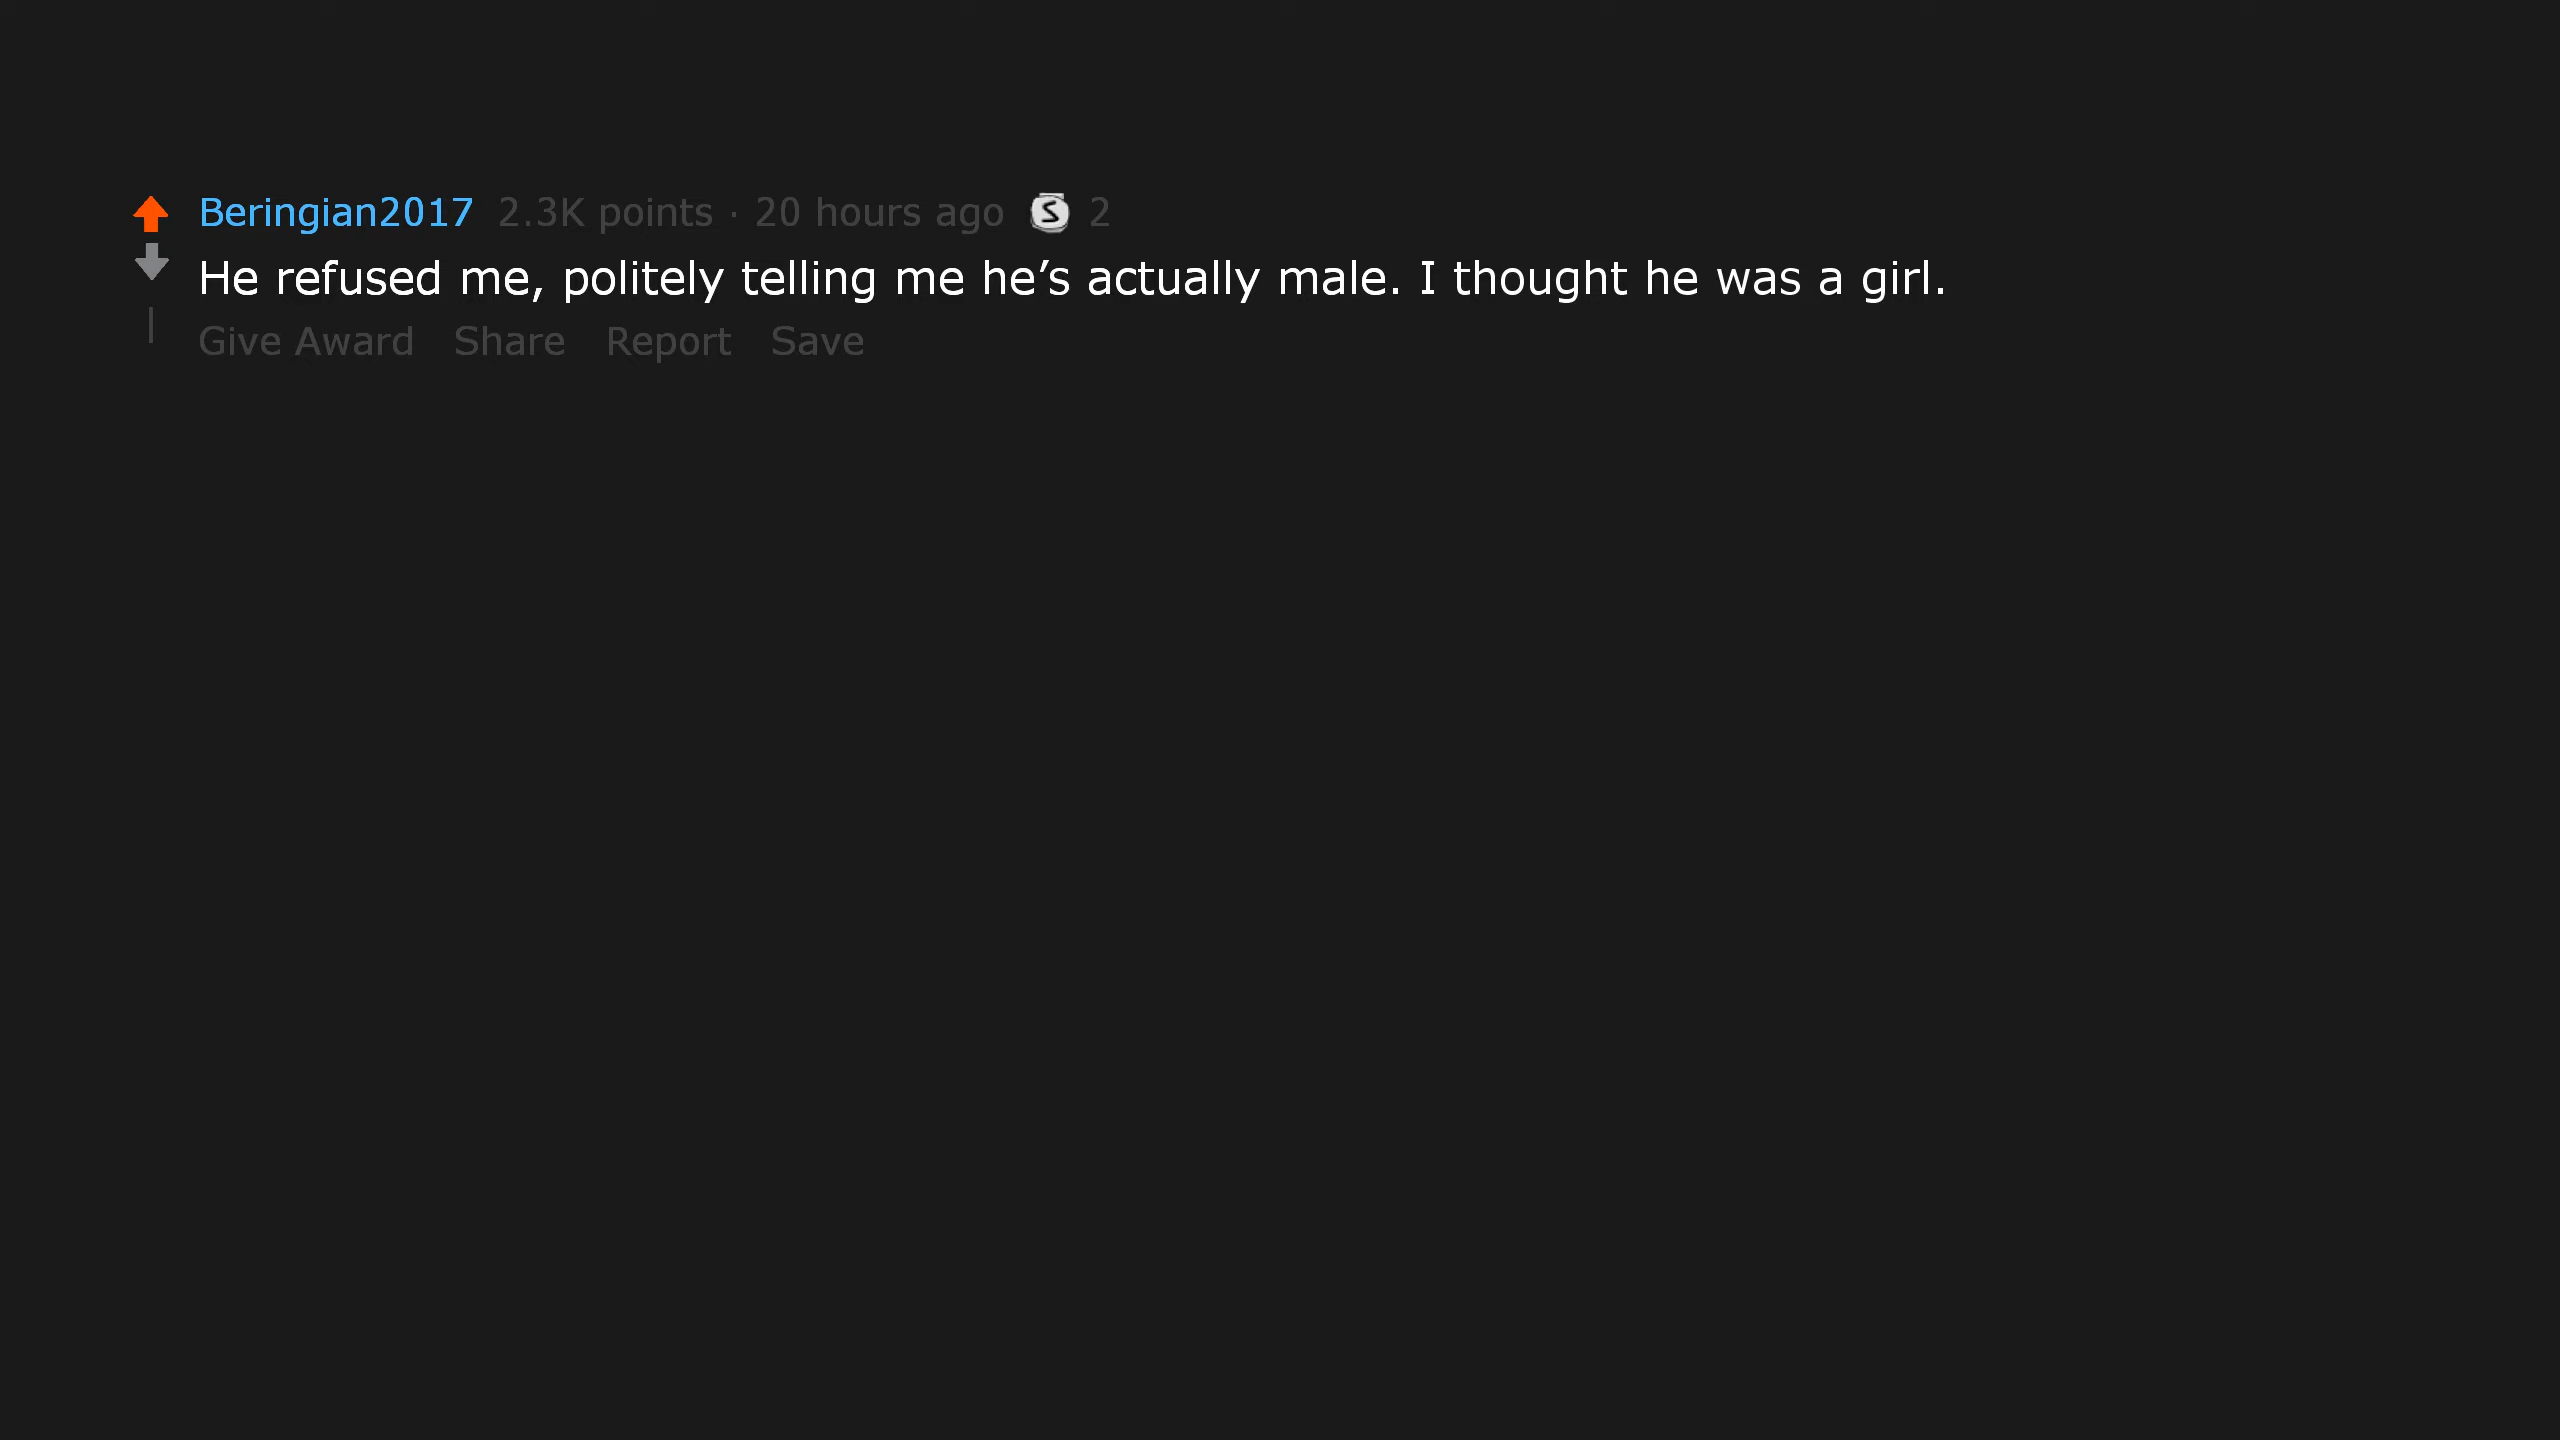 Beringian2017 2.3K points · 20 hours ago S 2
He refused me, politely telling me he’s actually male. I thought he was a girl.
Give Award Share Report Save